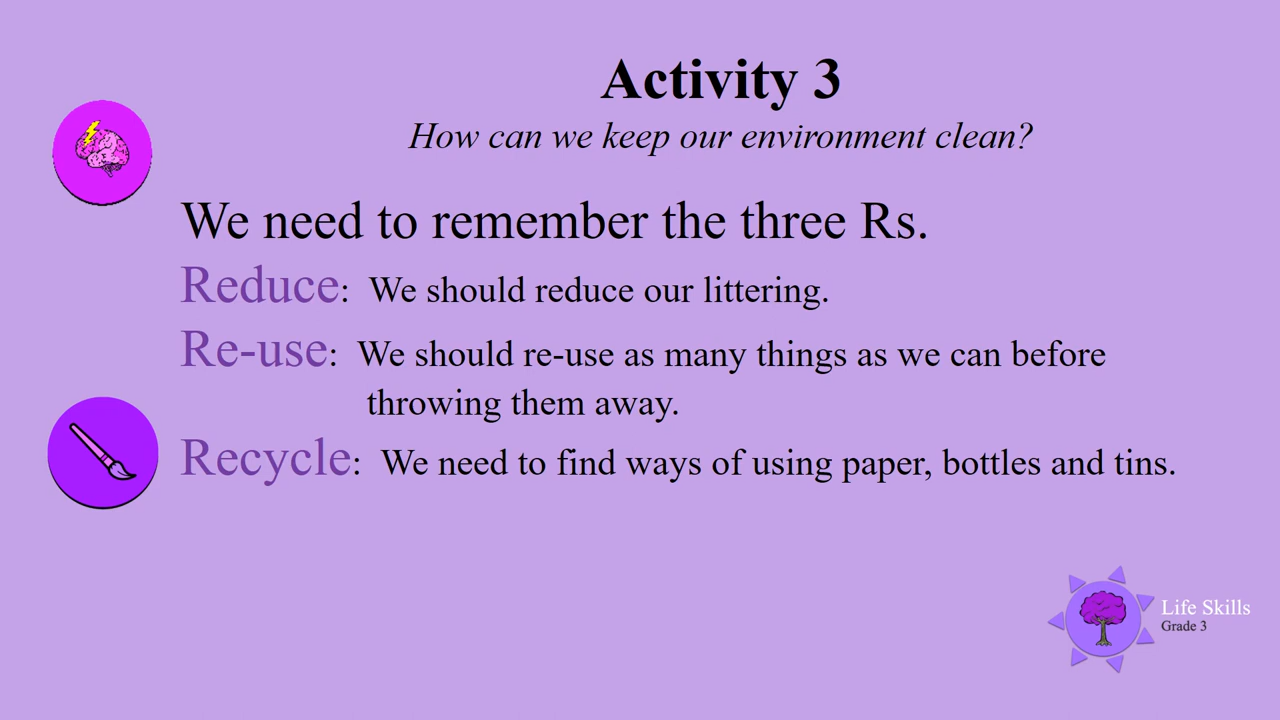 Activity 3
How can we keep our environment clean?
We need to remember the three Rs.
Reduce: We should reduce our littering.
Re-use: We should re-use as many things as we can before
throwing them away.
Recycle: We need to find ways of using paper, bottles and tins.
Life Skills
Grade 3